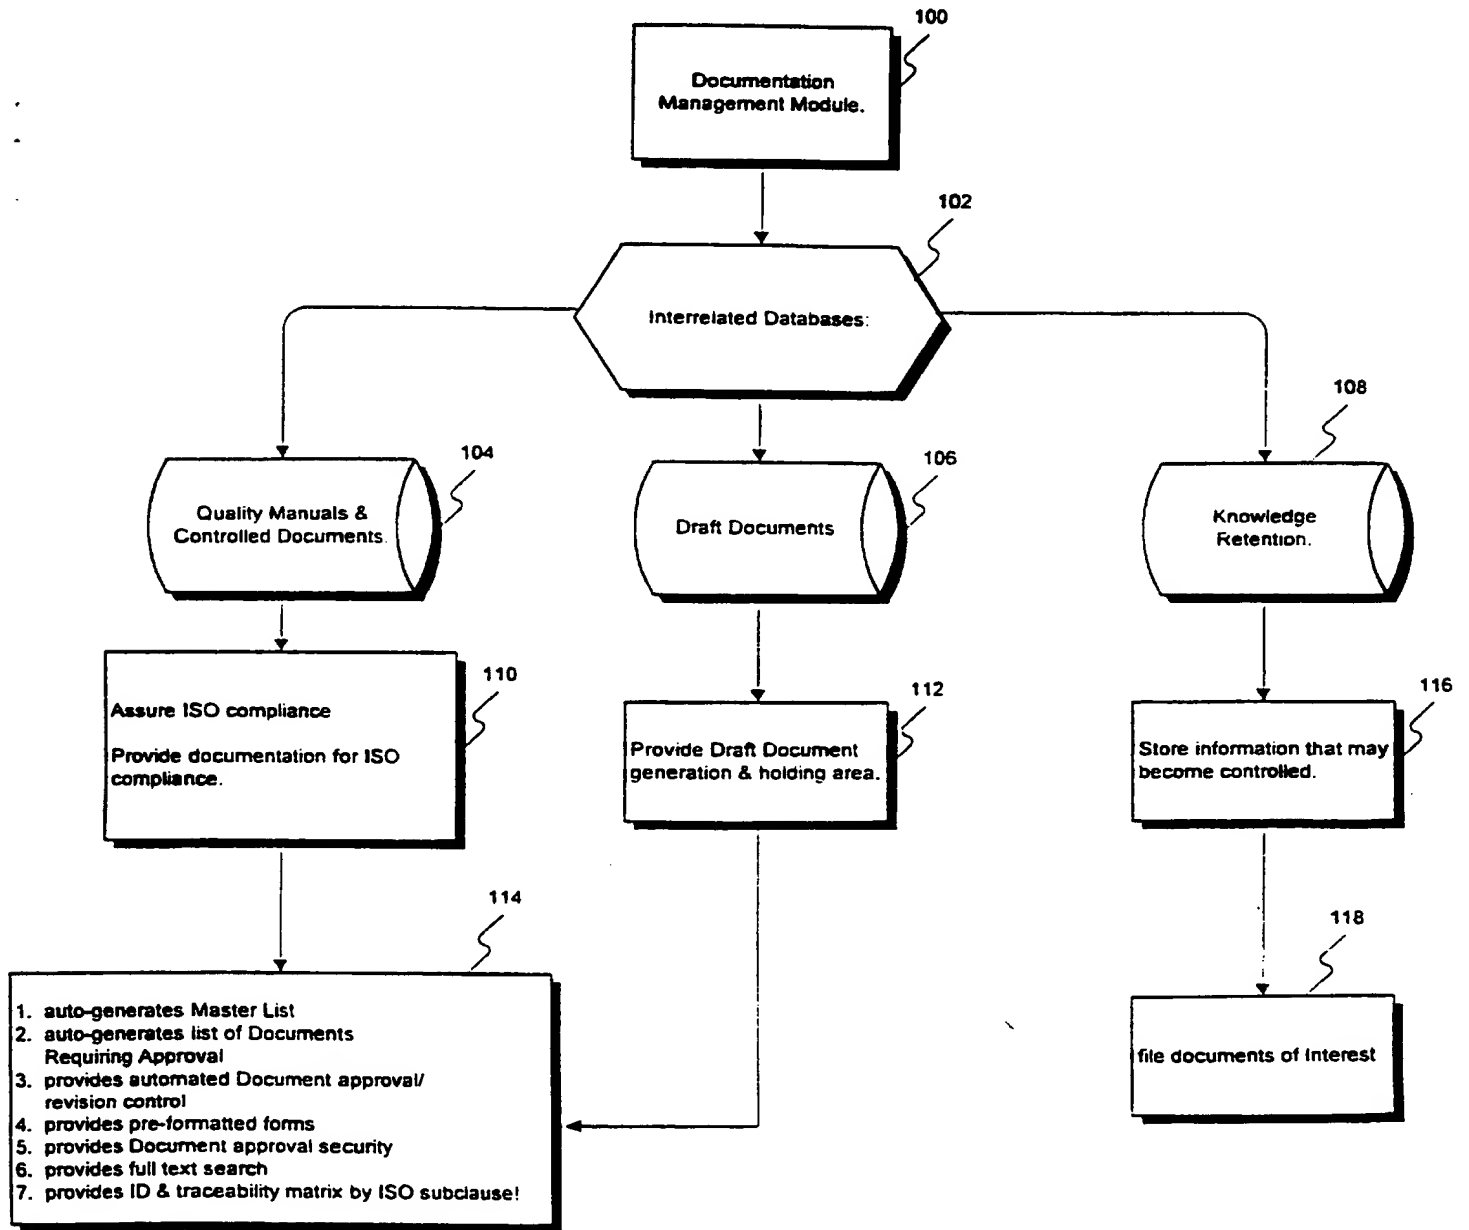 100
Documentation
Management Module.
102
Interrelated Databases:
104
Quality Manuals &
Controlled Documents.
106
Draft Documents
108
Knowledge
Retention.
110
Assure ISO compliance
Provide documentation for ISO
compliance.
112
Provide Draft Document
generation & holding area.
116
Store information that may
become controlled.
114
1. auto-generates Master List
2. auto-generates list of Documents
Requiring Approval
3. provides automated Document approval/
revision control
4. provides pre-formatted forms
5. provides Document approval security
6. provides full text search
7. provides ID & traceability matrix by ISO subclause!
118
file documents of Interest